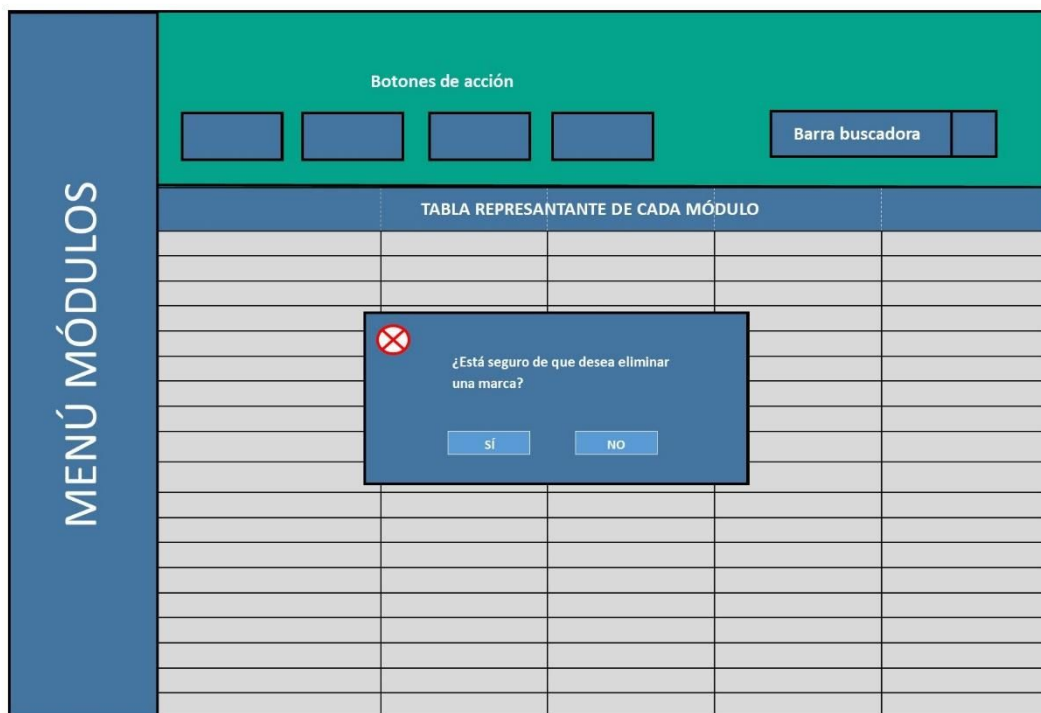 MENÚ MÓDULOS
Botones de acción
Barra buscadora
TABLA REPRESANTANTE DE CADA MÓDULO
¿Está seguro de que desea eliminar
una marca?
SÍ
NO